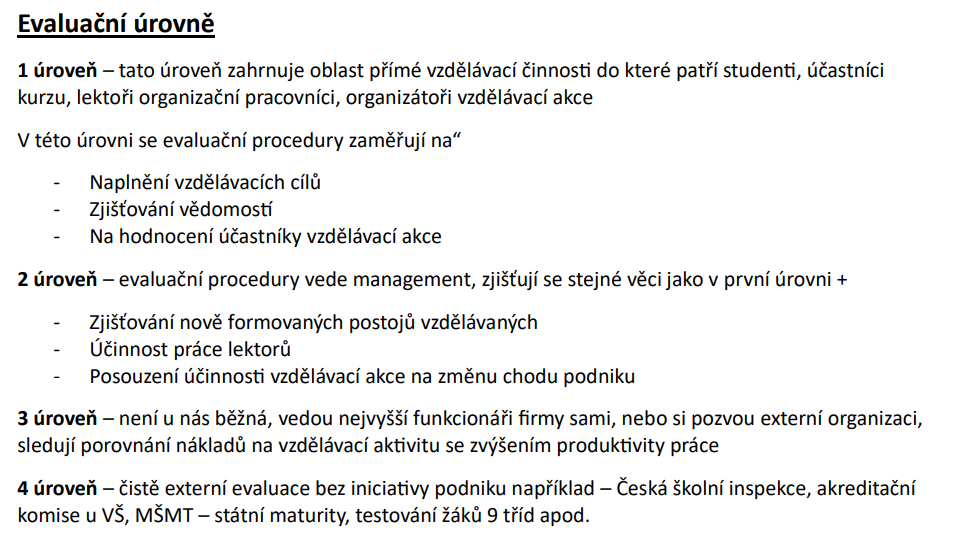 Evaluační úrovně
1 úroveň – tato úroveň zahrnuje oblast přímé vzdělávací činnosti do které patří studenti, účastníci
kurzu, lektoři organizační pracovníci, organizátoři vzdělávací akce
V této úrovni se evaluační procedury zaměřují na“
- Naplnění vzdělávacích cílů
- Zjišťování vědomostí
- Na hodnocení účastníky vzdělávací akce
2 úroveň – evaluační procedury vede management, zjišťují se stejné věci jako v první úrovni +
- Zjišťování nově formovaných postojů vzdělávaných
- Účinnost práce lektorů
- Posouzení účinnosti vzdělávací akce na změnu chodu podniku
3 úroveň – není u nás běžná, vedou nejvyšší funkcionáři firmy sami, nebo si pozvou externí organizaci,
sledují porovnání nákladů na vzdělávací aktivitu se zvýšením produktivity práce
4 úroveň – čistě externí evaluace bez iniciativy podniku například – Česká školní inspekce, akreditační
komise u VŠ, MŠMT – státní maturity, testování žáků 9 tříd apod.